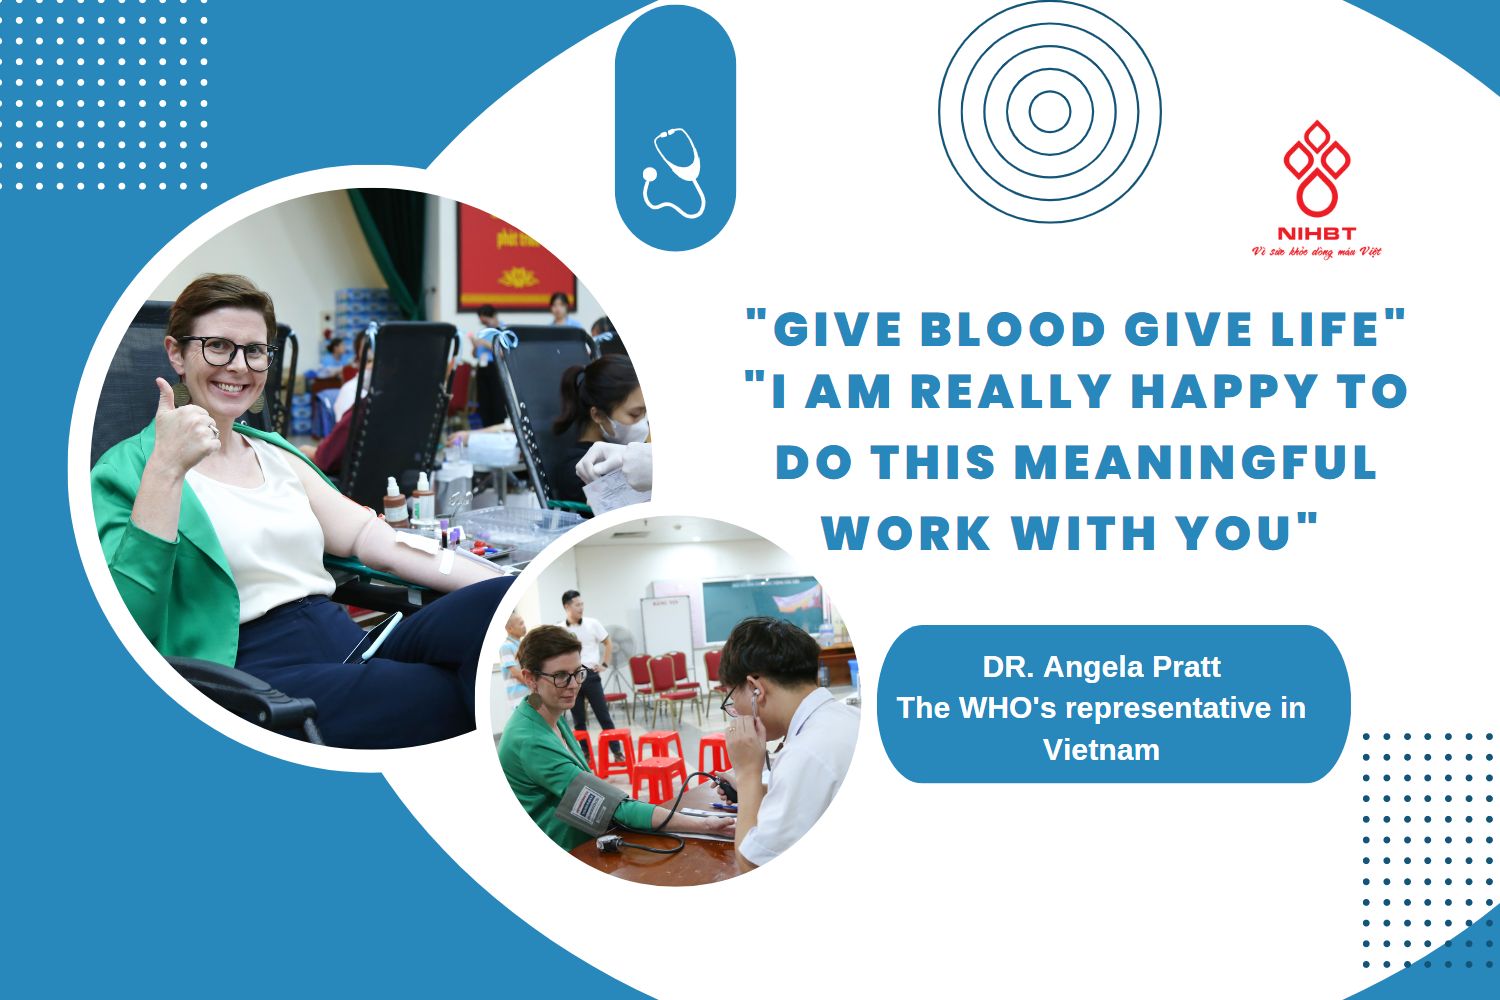 phát
NIHBT
Vì sức khỏe dòng máu Việt
"GIVE BLOOD GIVE LIFE"
"I AM REALLY HAPPY TO
DO THIS MEANINGFUL
WORK WITH YOU"
DR. Angela Pratt
The WHO's representative in
Vietnam